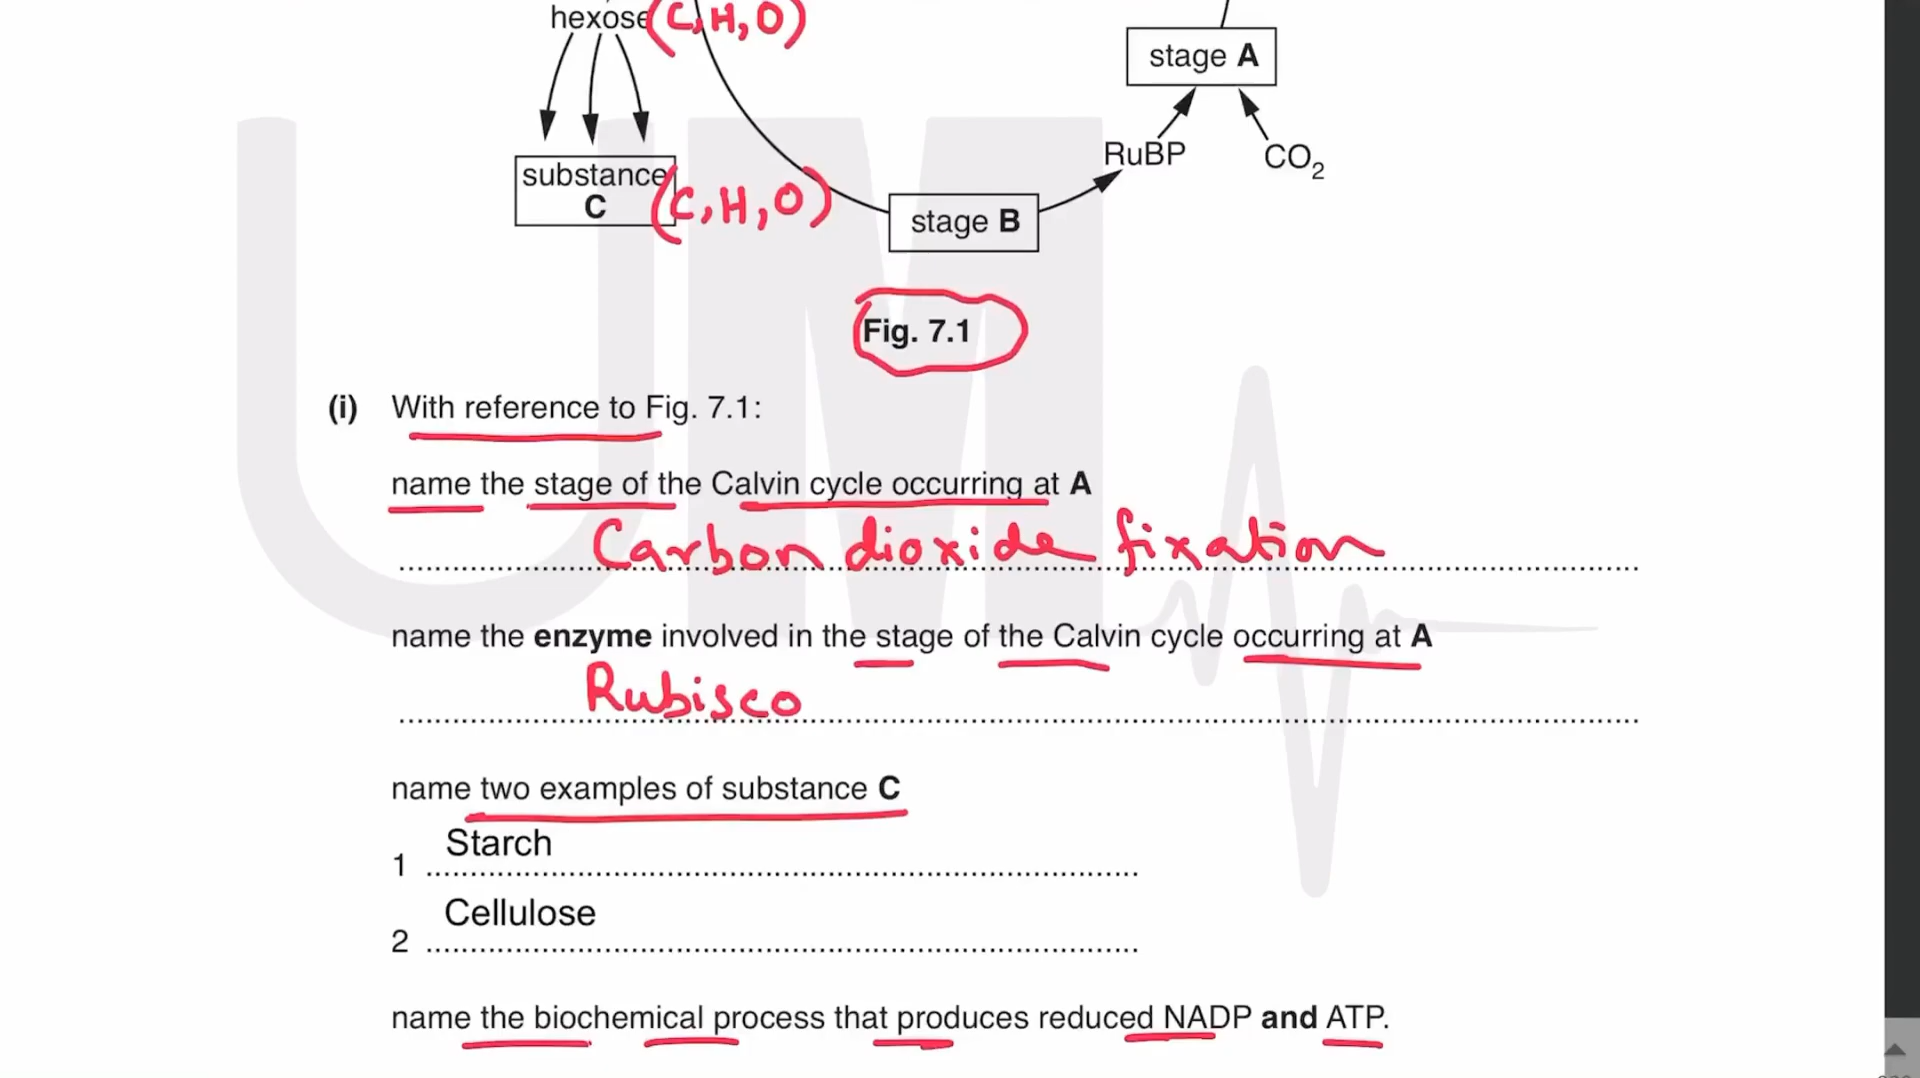 hexose (C, H, O)
stage A
RuBP
CO2
substance
C
(C, H, O)
stage B
Fig. 7.1
(i) With reference to Fig. 7.1:
name the stage of the Calvin cycle occurring at A
Carbon dioxide fixation
name the enzyme involved in the stage of the Calvin cycle occurring at A
Rubisco
name two examples of substance C
Starch
1
Cellulose
2
name the biochemical process that produces reduced NADP and ATP.
UM